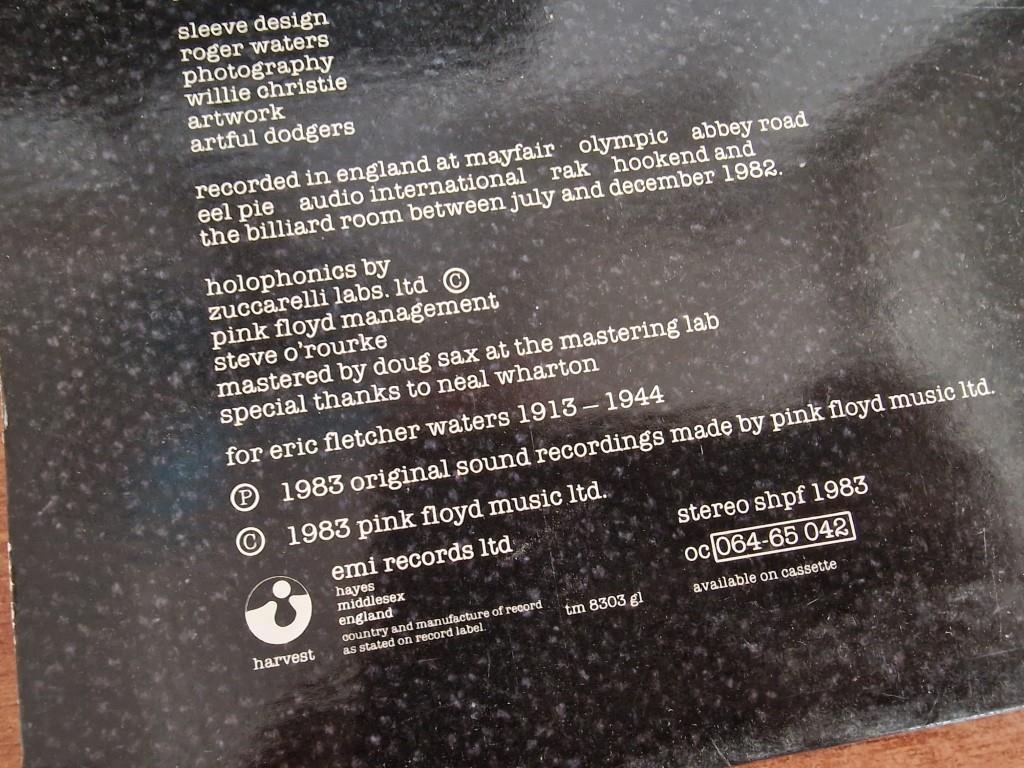 sleeve design
roger waters
photography
willie christie
artwork
artful dodgers
recorded in england at mayfair olympic abbey road
eel pie audio international rak hookend and
the billiard room between july and december 1982.
holophonics by
zuccarelli labs. ltd ©
pink floyd management
steve o'rourke
mastered by doug sax at the mastering lab
special thanks to neal wharton
for eric fletcher waters 1913 – 1944
℗ 1983 original sound recordings made by pink floyd music ltd.
© 1983 pink floyd music ltd.
emi records ltd
hayes
middlesex
england
country and manufacture of record
as stated on record label.
harvest
tm 8303 gl
stereo shpf 1983
oc 064-65 042
available on cassette